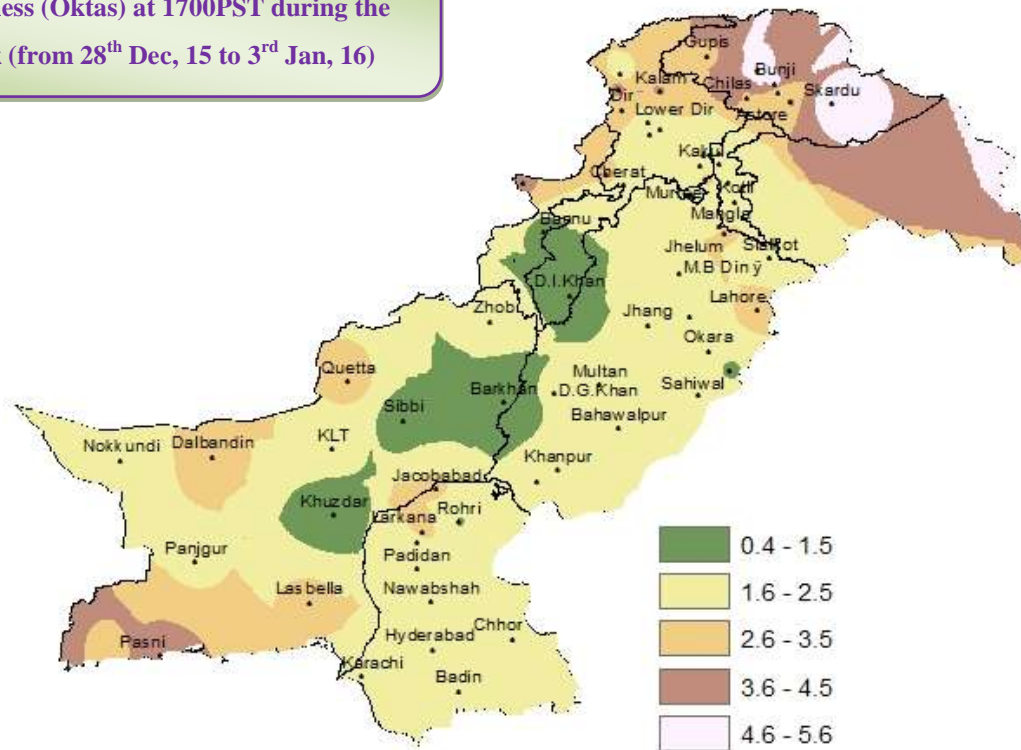 ness (Oktas) at 1700PST during the
(from 28th Dec, 15 to 3rd Jan, 16)
Gupis
Bunji
Kalam
Chilas
Skardu
Dir
Lower Dir
Astore
Kakul
Cherat
Kotli
Murree
Mangla
Bannu
Jhelum
Sialkot
M.B Din ÿ
D.I.Khan
Lahore
Zhob
Jhang
Okara
Quetta
Multan
Barkhan
D.G.Khan
Sahiwal
Sibbi
Bahawalpur
Nokkundi
Dalbandin
KLT
Khanpur
Jacobabad
Khuzdar
Rohri
Larkana
0.4 - 1.5
Panjgur
Padidan
Lasbella
Nawabshah
1.6 - 2.5
Chhor
Pasni
Hyderabad
2.6 - 3.5
Karachi
Badin
3.6 - 4.5
4.6 - 5.6